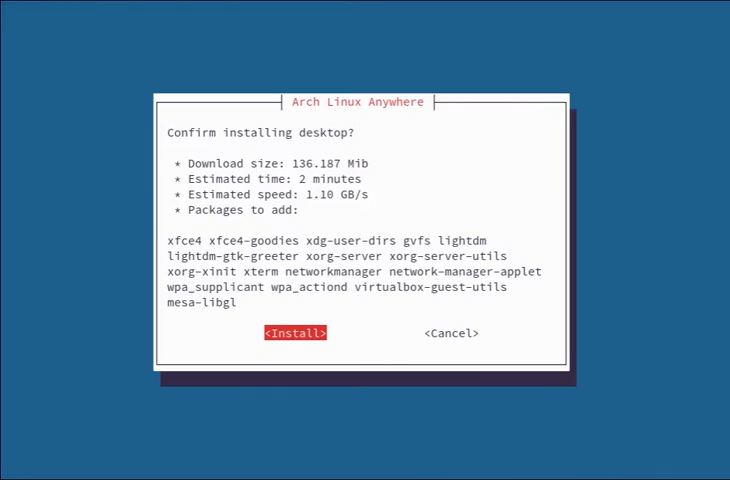 Arch Linux Anywhere
Confirm installing desktop?
* Download size: 136.187 Mib
* Estimated time: 2 minutes
* Estimated speed: 1.10 GB/s
* Packages to add:
xfce4 xfce4-goodies xdg-user-dirs gvfs lightdm
lightdm-gtk-greeter xorg-server xorg-server-utils
xorg-xinit xterm networkmanager network-manager-applet
wpa_supplicant wpa_actiond virtualbox-guest-utils
mesa-libgl
<Install> <Cancel>